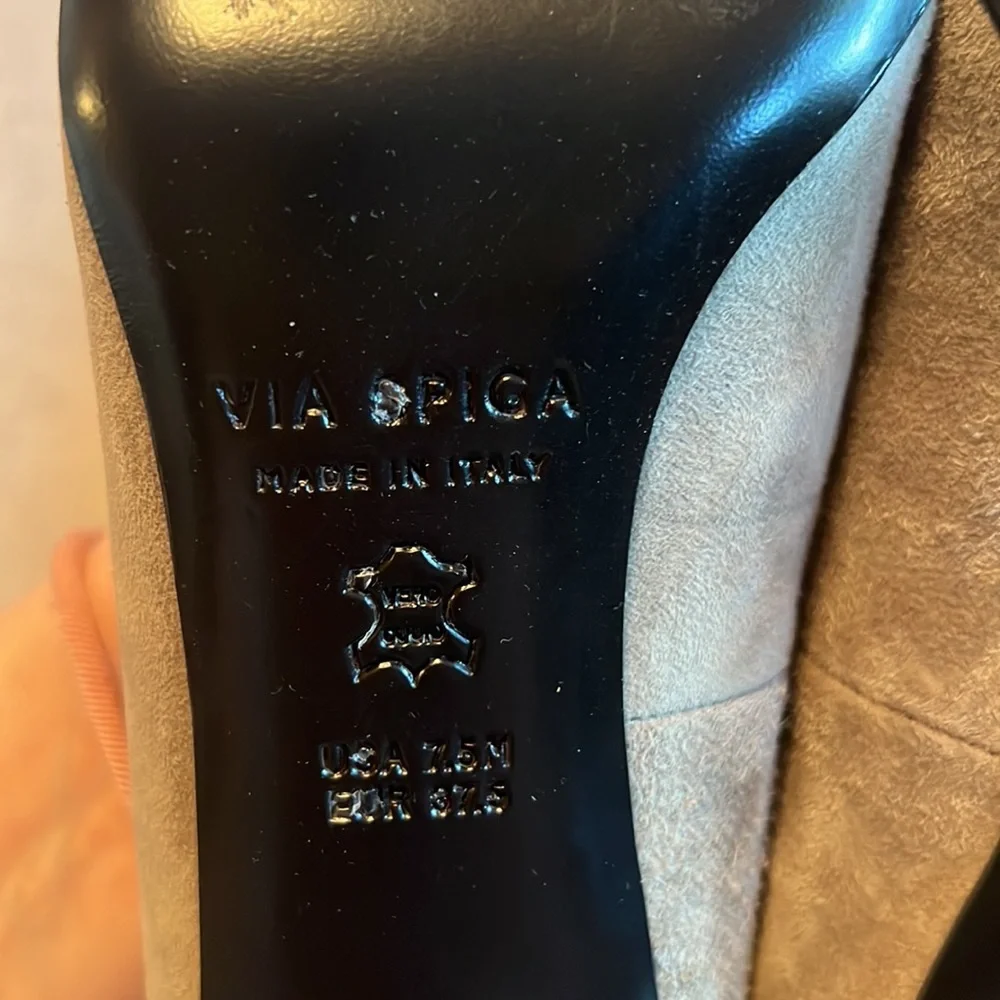 VIA SPIGA
MADE IN ITALY
VERO
CUOIO
USA 7.5M
EUR 37.5